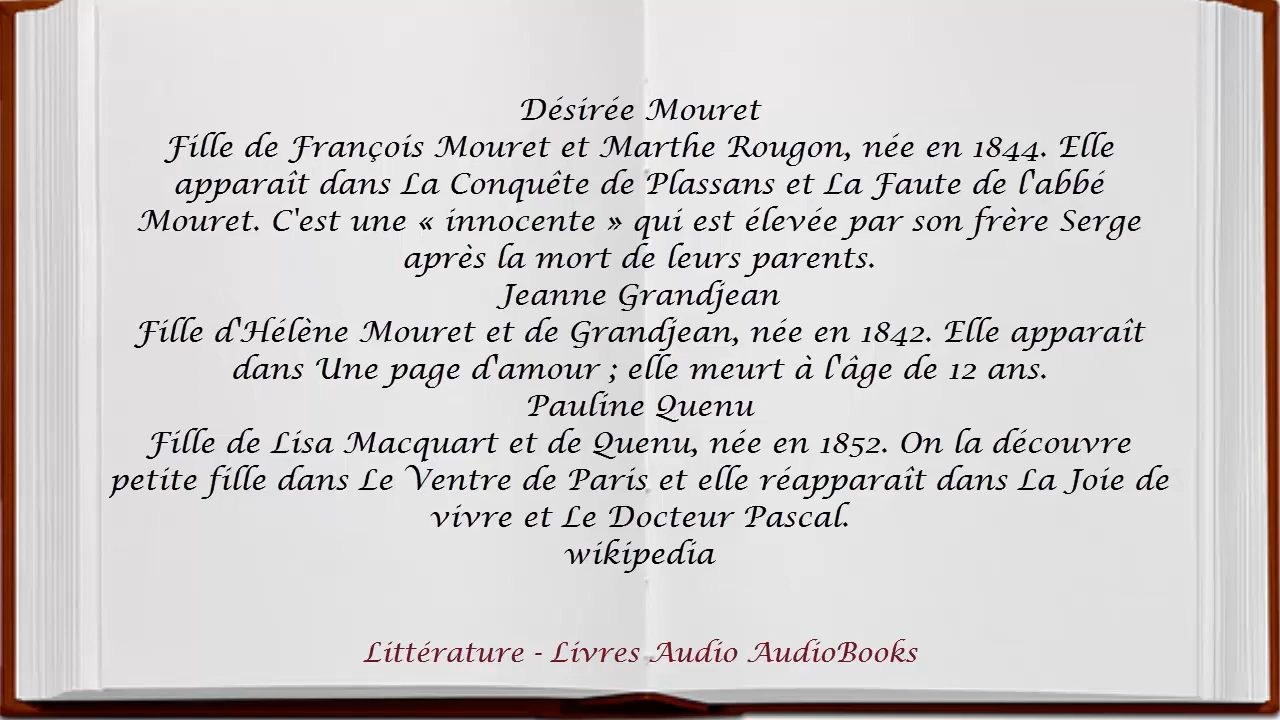 Désirée Mouret
Fille de François Mouret et Marthe Rougon, née en 1844. Elle
apparaît dans La Conquête de Plassans et La Faute de l'abbé
Mouret. C'est une « innocente » qui est élevée par son frère Serge
après la mort de leurs parents.
Jeanne Grandjean
Fille d'Hélène Mouret et de Grandjean, née en 1842. Elle apparaît
dans Une page d'amour ; elle meurt à l'âge de 12 ans.
Pauline Quenu
Fille de Lisa Macquart et de Quenu, née en 1852. On la découvre
petite fille dans Le Ventre de Paris et elle réapparaît dans La Joie de
vivre et Le Docteur Pascal.
wikipedia
Littérature - Livres Audio AudioBooks